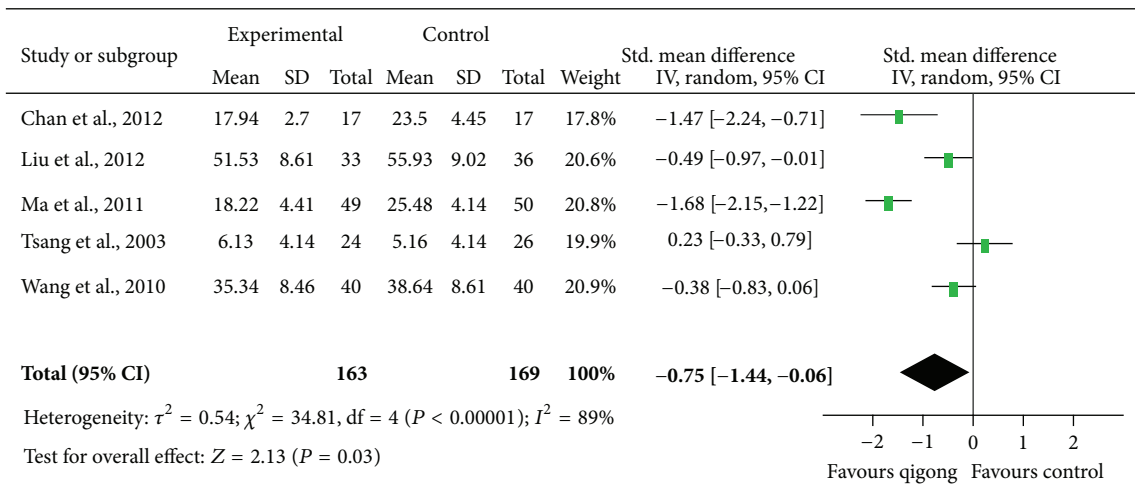 Study or subgroup Experimental Control Std. mean difference Std. mean difference
Mean SD Total Mean SD Total Weight IV, random, 95% CI IV, random, 95% CI
Chan et al., 2012 17.94 2.7 17 23.5 4.45 17 17.8% −1.47 [−2.24, −0.71]
Liu et al., 2012 51.53 8.61 33 55.93 9.02 36 20.6% −0.49 [−0.97, −0.01]
Ma et al., 2011 18.22 4.41 49 25.48 4.14 50 20.8% −1.68 [−2.15,−1.22]
Tsang et al., 2003 6.13 4.14 24 5.16 4.14 26 19.9% 0.23 [−0.33, 0.79]
Wang et al., 2010 35.34 8.46 40 38.64 8.61 40 20.9% −0.38 [−0.83, 0.06]
Total (95% CI) 163 169 100% −0.75 [−1.44, −0.06]
Heterogeneity: τ² = 0.54; χ² = 34.81, df = 4 (P < 0.00001); I² = 89%
Test for overall effect: Z = 2.13 (P = 0.03)
−2 −1 0 1 2
Favours qigong Favours control